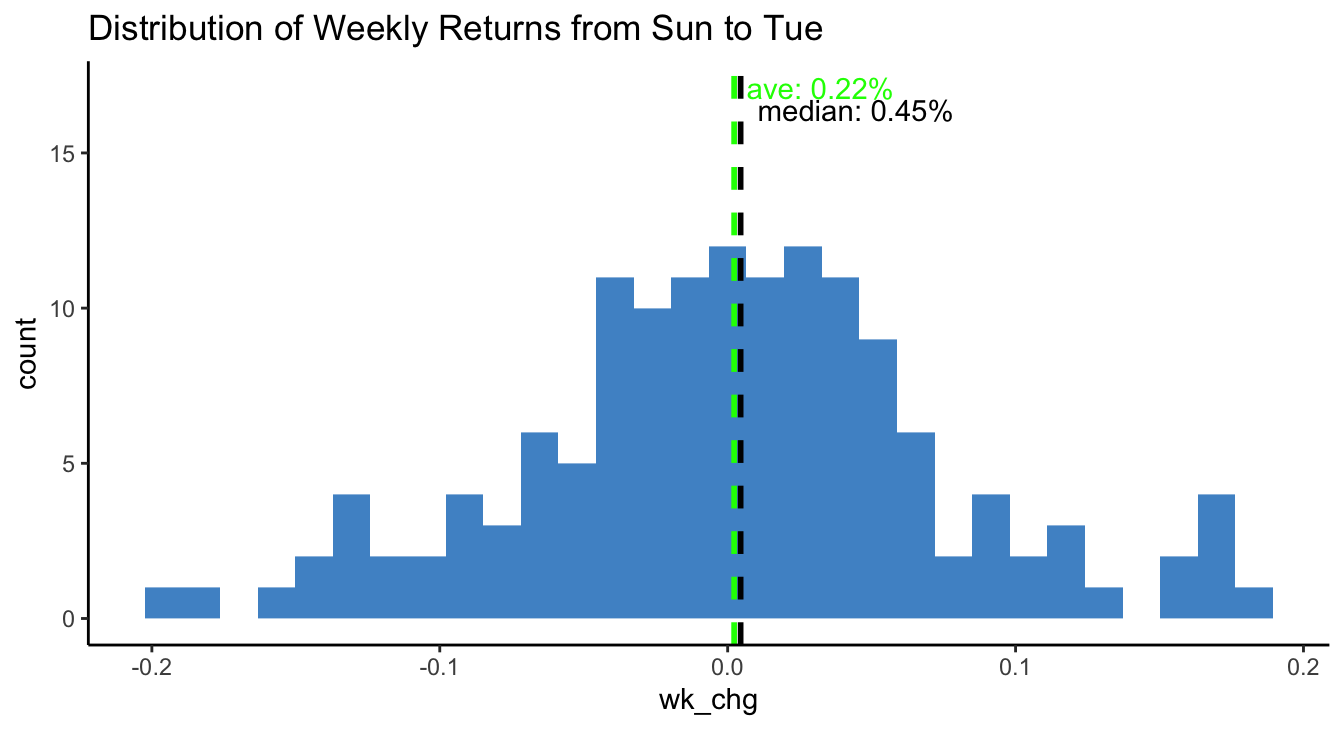 Distribution of Weekly Returns from Sun to Tue
ave: 0.22%
median: 0.45%
15
10
5
0
count
-0.2 -0.1 0.0 0.1 0.2
wk_chg